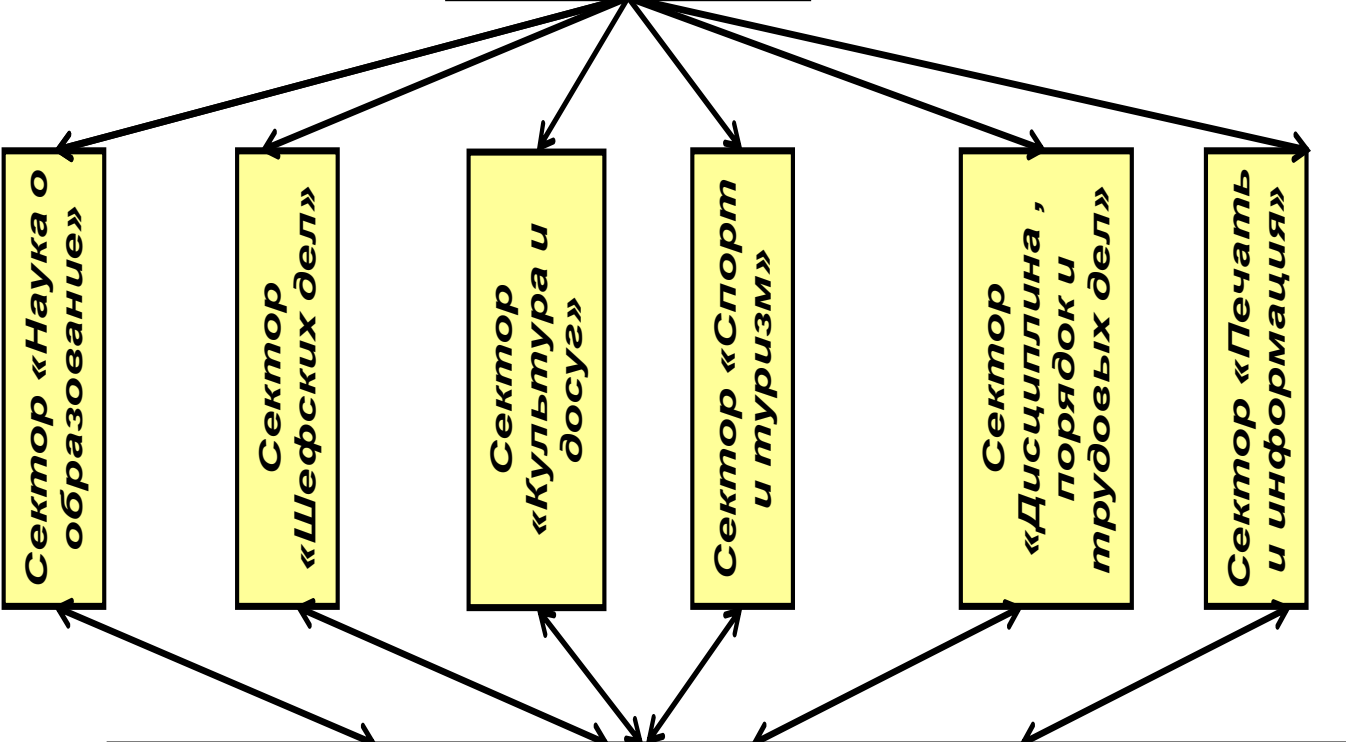 Сектор «Наука о
образование»
Сектор
«Шефских дел»
Сектор
«Культура и
досуг»
Сектор «Спорт
и туризм»
Сектор
«Дисциплина ,
порядок и
трудовых дел»
Сектор «Печать
и информация»